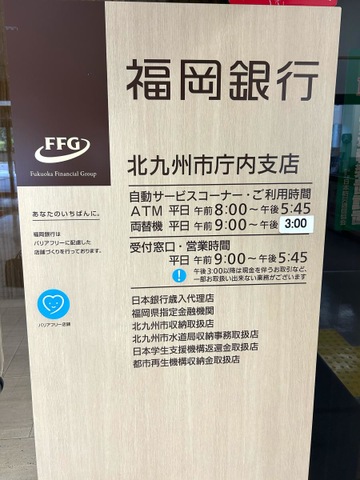 福岡銀行
FFG
Fukuoka Financial Group
北九州市庁内支店
あなたのいちばんに。
福岡銀行は
バリアフリーに配慮した
店舗づくりを行っております。
バリアフリー店舗
自動サービスコーナー・ご利用時間
ATM 平日 午前 8:00〜午後 5:45
両替機 平日 午前 9:00〜午後 3:00
受付窓口・営業時間
平日 午前 9:00〜午後 5:45
午後3:00以降は現金を伴うお取引など、
一部お取扱い出来ない業務がございます
日本銀行歳入代理店
福岡県指定金融機関
北九州市収納取扱店
北九州市水道局収納事務取扱店
日本学生支援機構返還金取扱店
都市再生機構収納金取扱店